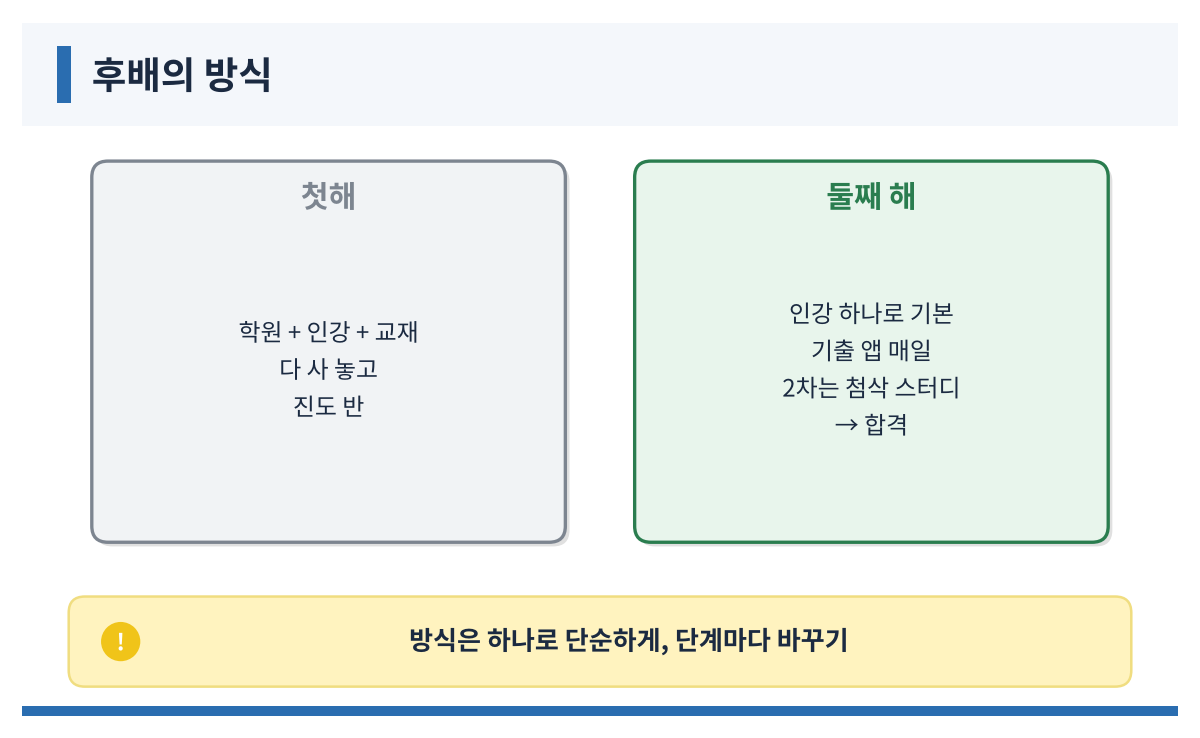 후배의 방식
첫해
학원 + 인강 + 교재
다 사 놓고
진도 반
둘째 해
인강 하나로 기본
기출 앱 매일
2차는 첨삭 스터디
→ 합격
!
방식은 하나로 단순하게, 단계마다 바꾸기